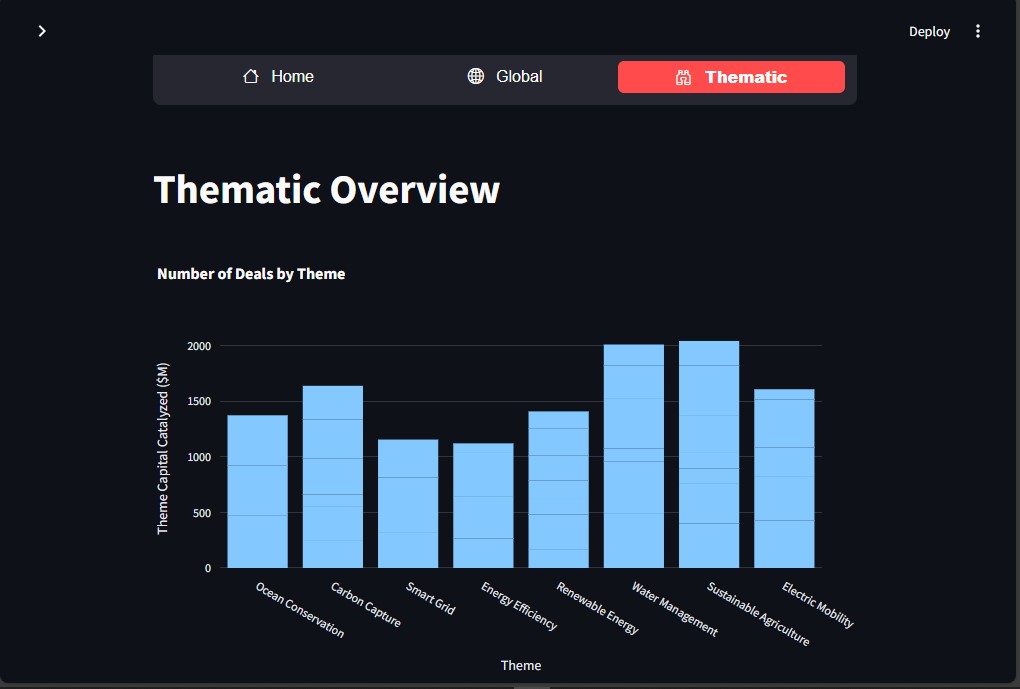 Deploy
Home
Global
Thematic
Thematic Overview
Number of Deals by Theme
Theme Capital Catalyzed ($M)
2000
1500
1000
500
0
Ocean Conservation
Carbon Capture
Smart Grid
Energy Efficiency
Renewable Energy
Water Management
Sustainable Agriculture
Electric Mobility
Theme